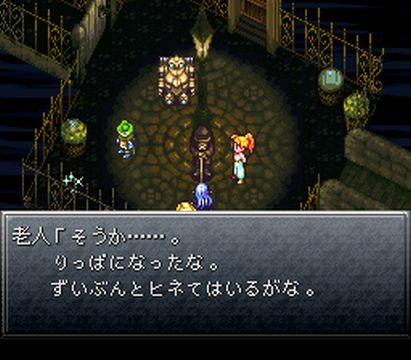 老人「そうか‥‥‥。
りっぱになったな。
ずいぶんとヒネてはいるがな。